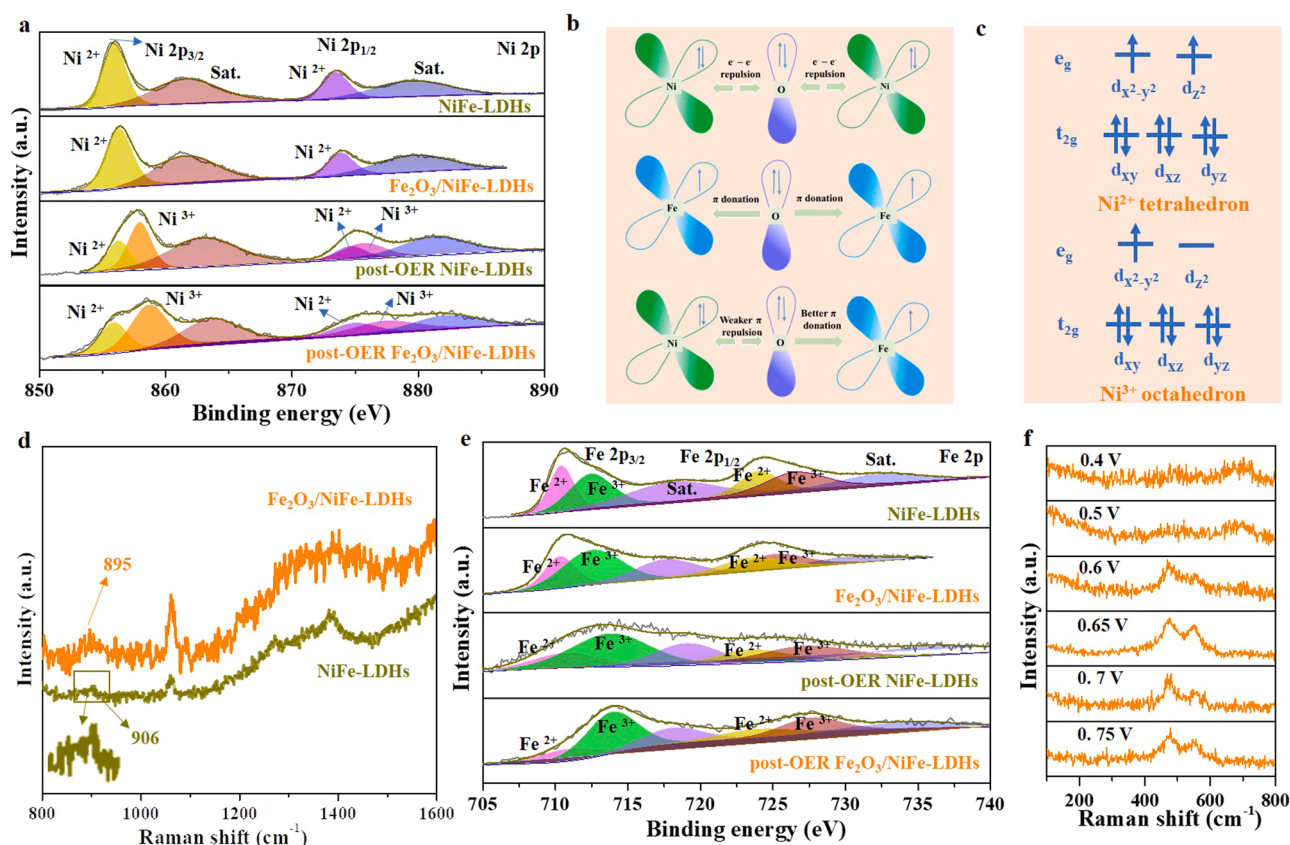 a
Ni 2+
Ni 2p3/2
Sat.
Ni 2p1/2
Ni 2+
Sat.
Ni 2p
NiFe-LDHs
Ni 2+
Ni 2+
Fe2O3/NiFe-LDHs
Ni 2+
Ni 3+
Ni 2+
Ni 3+
post-OER NiFe-LDHs
Ni 2+
Ni 3+
Ni 2+
Ni 3+
post-OER Fe2O3/NiFe-LDHs
850 860 870 880 890
Binding energy (eV)
Intensity (a.u.)
b
Ni
e- – e-
repulsion
O
e- – e-
repulsion
Ni
Fe
π donation
O
π donation
Fe
Ni
Weaker π
repulsion
O
Better π
donation
Fe
c
eg
dx2-y2 dz2
t2g
dxy dxz dyz
Ni2+ tetrahedron
eg
dx2-y2 dz2
t2g
dxy dxz dyz
Ni3+ octahedron
d
Fe2O3/NiFe-LDHs
895
NiFe-LDHs
906
800 1000 1200 1400 1600
Raman shift (cm-1)
Intensity (a.u.)
e
Fe 2p3/2
Fe 2p1/2
Sat.
Fe 2p
Fe 2+
Fe 3+
Sat.
Fe 2+
Fe 3+
NiFe-LDHs
Fe 2+
Fe 3+
Fe 2+
Fe 3+
Fe2O3/NiFe-LDHs
Fe 2+
Fe 3+
Fe 2+
Fe 3+
post-OER NiFe-LDHs
Fe 2+
Fe 3+
Fe 2+
Fe 3+
post-OER Fe2O3/NiFe-LDHs
705 710 715 720 725 730 735 740
Binding energy (eV)
Intensity (a.u.)
f
0.4 V
0.5 V
0.6 V
0.65 V
0. 7 V
0. 75 V
200 400 600 800
Raman shift (cm-1)
Intensity (a.u.)